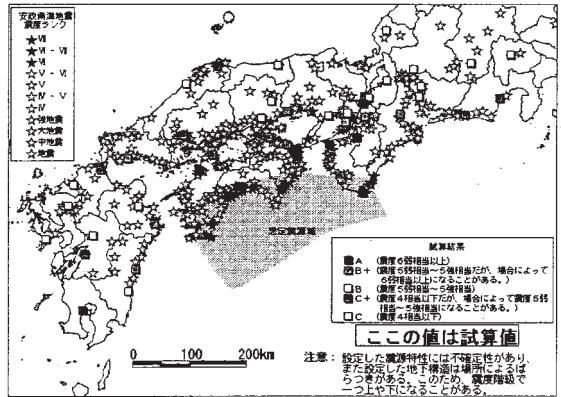 安政南海地震
震度ランク
★Ⅶ
★Ⅵ-Ⅶ
★Ⅵ
☆Ⅴ-Ⅵ
☆Ⅴ
☆Ⅳ-Ⅴ
☆Ⅳ
☆強地震
☆大地震
☆中地震
☆地震
想定震源域
試算結果
A (震度6弱相当以上)
B+ (震度5弱相当~5強相当だが、場合によって
6弱相当以上になることがある。)
B (震度5弱相当~5強相当)
C+ (震度4相当以下だが、場合によって震度5弱
相当~5強相当になることがある。)
C (震度4相当以下)
ここの値は試算値
0 100 200km
注意: 設定した震源特性には不確定性があり、
また設定した地下構造は場所によるば
らつきがある。このため、震度階級で
一つ上や下になることがある。